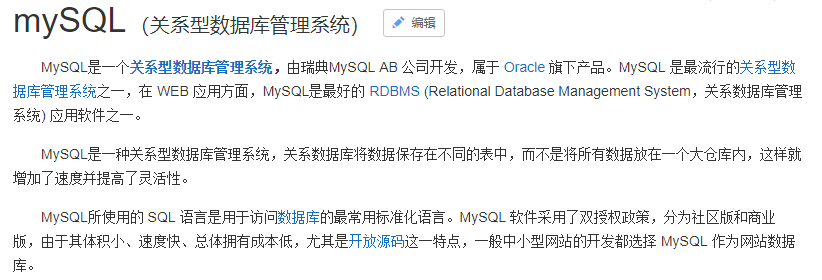 mySQL (关系型数据库管理系统) 编辑
MySQL是一个关系型数据库管理系统，由瑞典MySQL AB 公司开发，属于 Oracle 旗下产品。MySQL 是最流行的关系型数
据库管理系统之一，在 WEB 应用方面，MySQL是最好的 RDBMS (Relational Database Management System，关系数据库管理
系统) 应用软件之一。
MySQL是一种关系型数据库管理系统，关系数据库将数据保存在不同的表中，而不是将所有数据放在一个大仓库内，这样就
增加了速度并提高了灵活性。
MySQL所使用的 SQL 语言是用于访问数据库的最常用标准化语言。MySQL 软件采用了双授权政策，分为社区版和商业
版，由于其体积小、速度快、总体拥有成本低，尤其是开放源码这一特点，一般中小型网站的开发都选择 MySQL 作为网站数据
库。